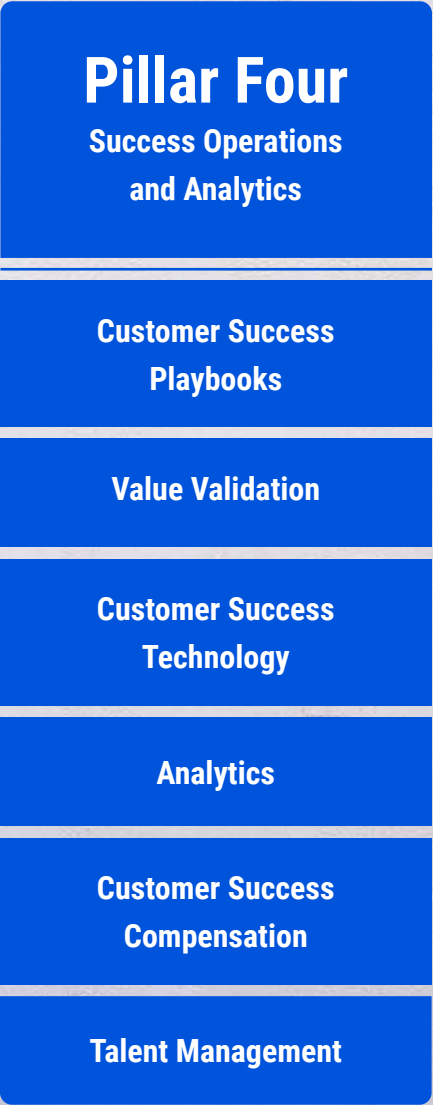 Pillar Four
Success Operations
and Analytics
Customer Success
Playbooks
Value Validation
Customer Success
Technology
Analytics
Customer Success
Compensation
Talent Management